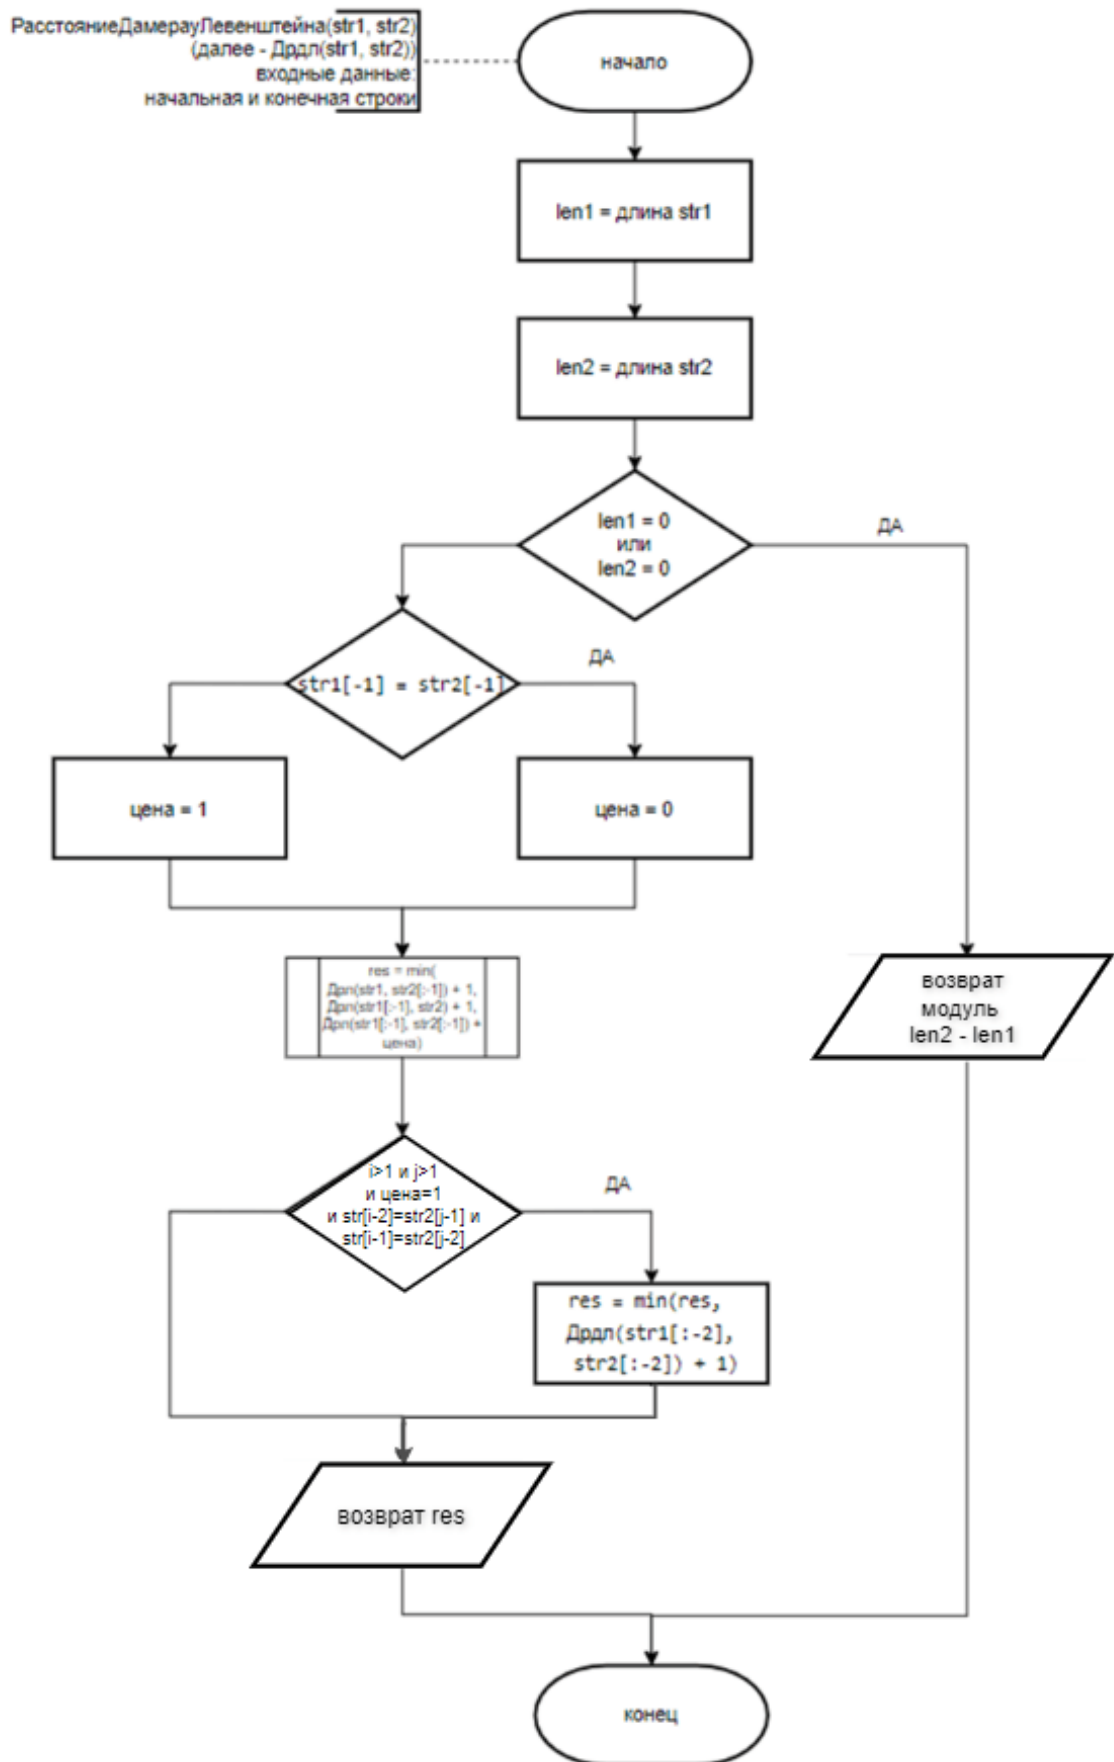 РасстояниеДамерауЛевенштейна(str1, str2)
(далее - Дрдл(str1, str2))
входные данные:
начальная и конечная строки
начало
len1 = длина str1
len2 = длина str2
len1 = 0
или
len2 = 0
ДА
str1[-1] = str2[-1]
ДА
цена = 1
цена = 0
res = min(
Дрл(str1, str2[:-1]) + 1,
Дрл(str1[:-1], str2) + 1,
Дрл(str1[:-1], str2[:-1]) +
цена)
возврат
модуль
len2 - len1
i>1 и j>1
и цена=1
и str[i-2]=str2[j-1] и
str[i-1]=str2[j-2]
ДА
res = min(res,
Дрдл(str1[:-2],
str2[:-2]) + 1)
возврат res
конец